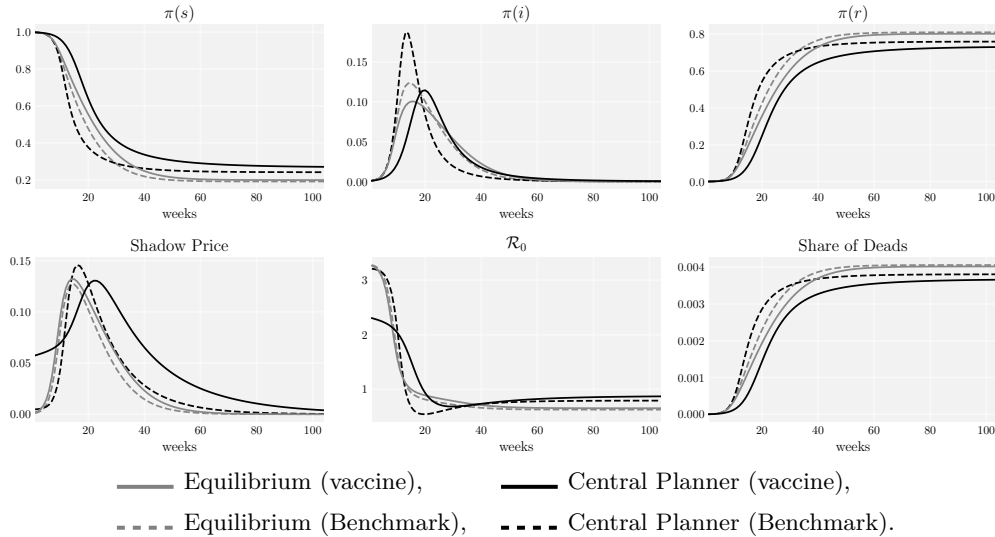 π(s)
π(i)
π(r)
1.0
0.8
0.6
0.4
0.2
20 40 60 80 100
weeks
0.15
0.10
0.05
0.00
20 40 60 80 100
weeks
0.8
0.6
0.4
0.2
0.0
20 40 60 80 100
weeks
Shadow Price
R₀
Share of Deads
0.15
0.10
0.05
0.00
20 40 60 80 100
weeks
3
2
1
20 40 60 80 100
weeks
0.004
0.003
0.002
0.001
0.000
20 40 60 80 100
weeks
Equilibrium (vaccine),
Central Planner (vaccine),
Equilibrium (Benchmark),
Central Planner (Benchmark).